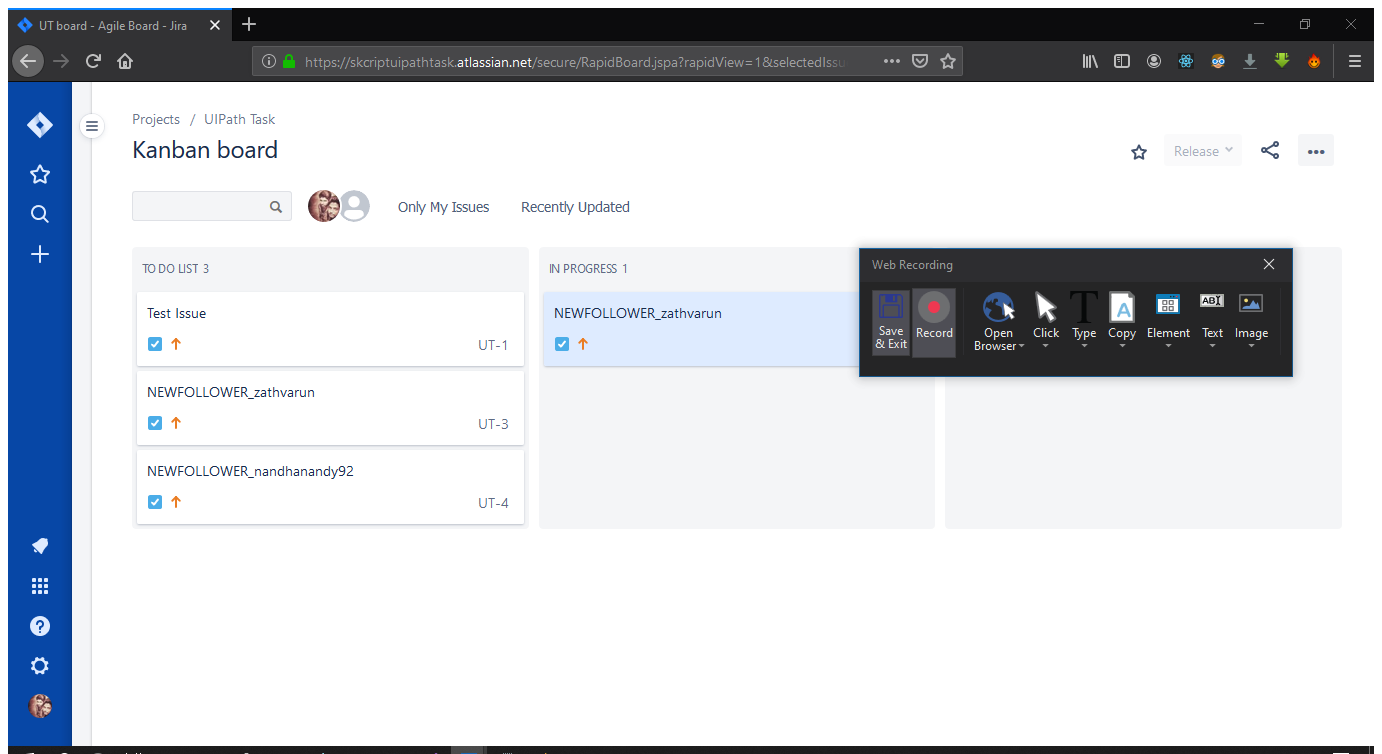 UT board - Agile Board - Jira
https://skcriptuipathtask.atlassian.net/secure/RapidBoard.jspa?rapidView=1&selectedIssu
Projects / UIPath Task
Kanban board
Release
Only My Issues
Recently Updated
TO DO LIST 3
Test Issue
UT-1
NEWFOLLOWER_zathvarun
UT-3
NEWFOLLOWER_nandhanandy92
UT-4
IN PROGRESS 1
NEWFOLLOWER_zathvarun
Web Recording
Save & Exit
Record
Open Browser
Click
Type
Copy
Element
Text
Image